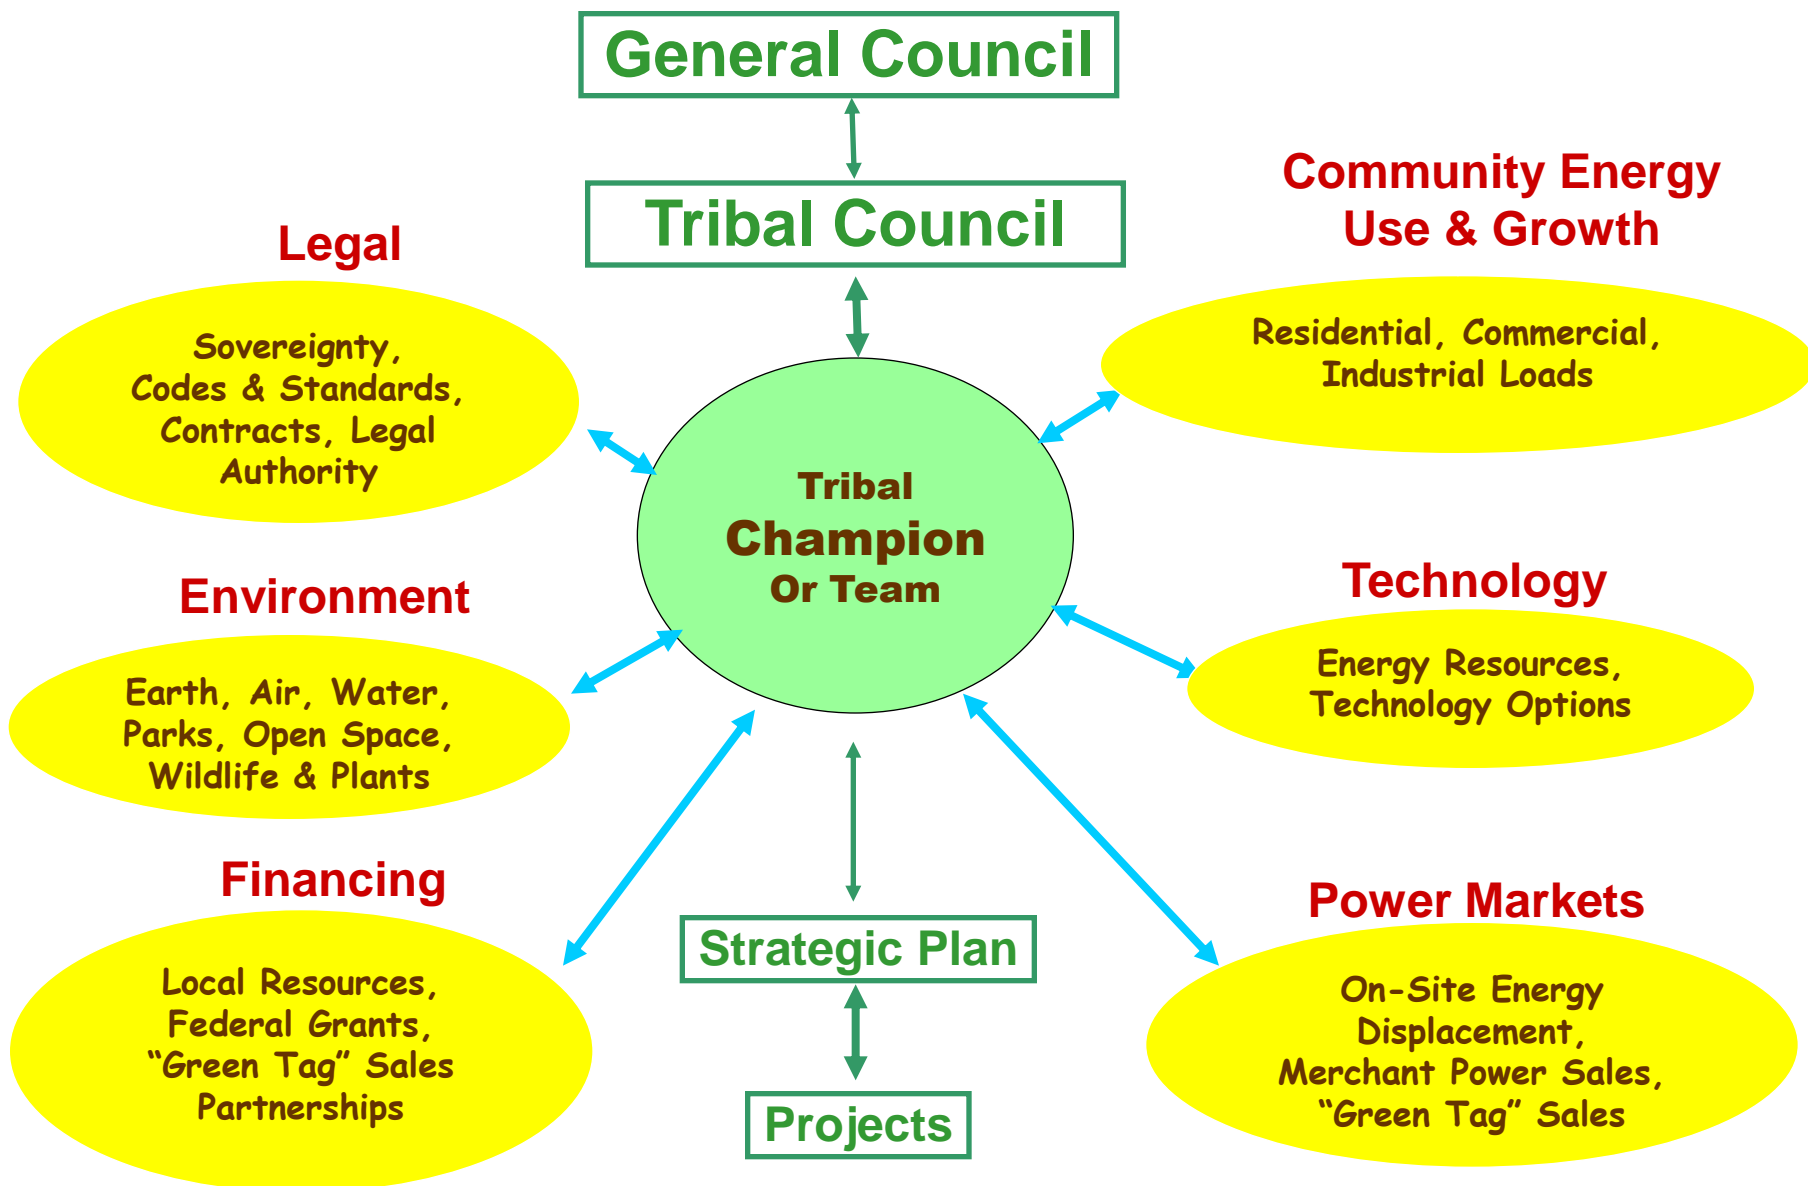 General Council
Tribal Council
Legal
Sovereignty,
Codes & Standards,
Contracts, Legal
Authority
Community Energy
Use & Growth
Residential, Commercial,
Industrial Loads
Tribal
Champion
Or Team
Environment
Earth, Air, Water,
Parks, Open Space,
Wildlife & Plants
Technology
Energy Resources,
Technology Options
Financing
Local Resources,
Federal Grants,
“Green Tag” Sales
Partnerships
Strategic Plan
Projects
Power Markets
On-Site Energy
Displacement,
Merchant Power Sales,
“Green Tag” Sales